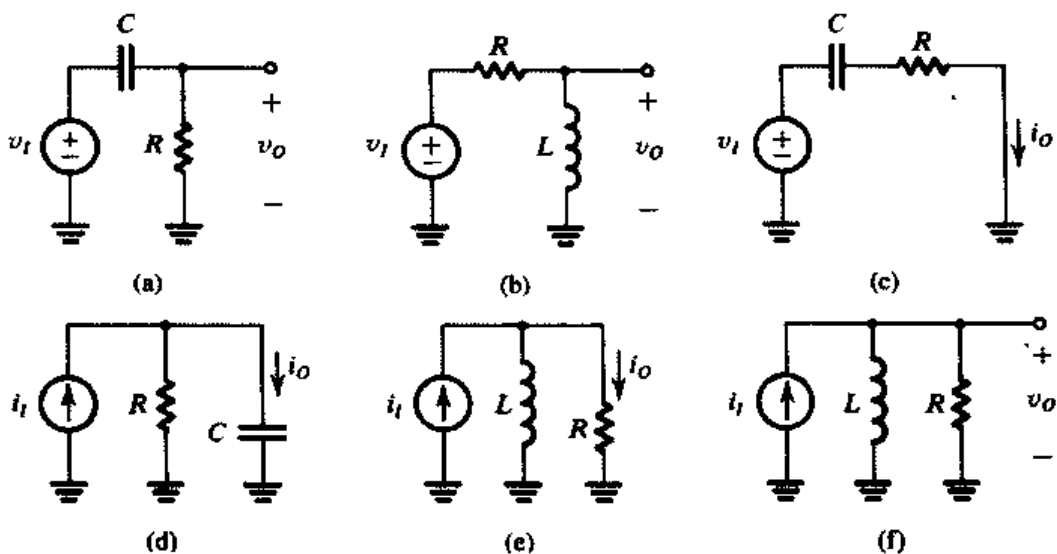 C
R
C
R
v_I
+
−
R
+
v_O
−
v_I
+
−
L
+
v_O
−
v_I
+
−
i_O
(a)
(b)
(c)
i_I
R
C
i_O
i_I
L
R
i_O
i_I
L
R
+
v_O
−
(d)
(e)
(f)